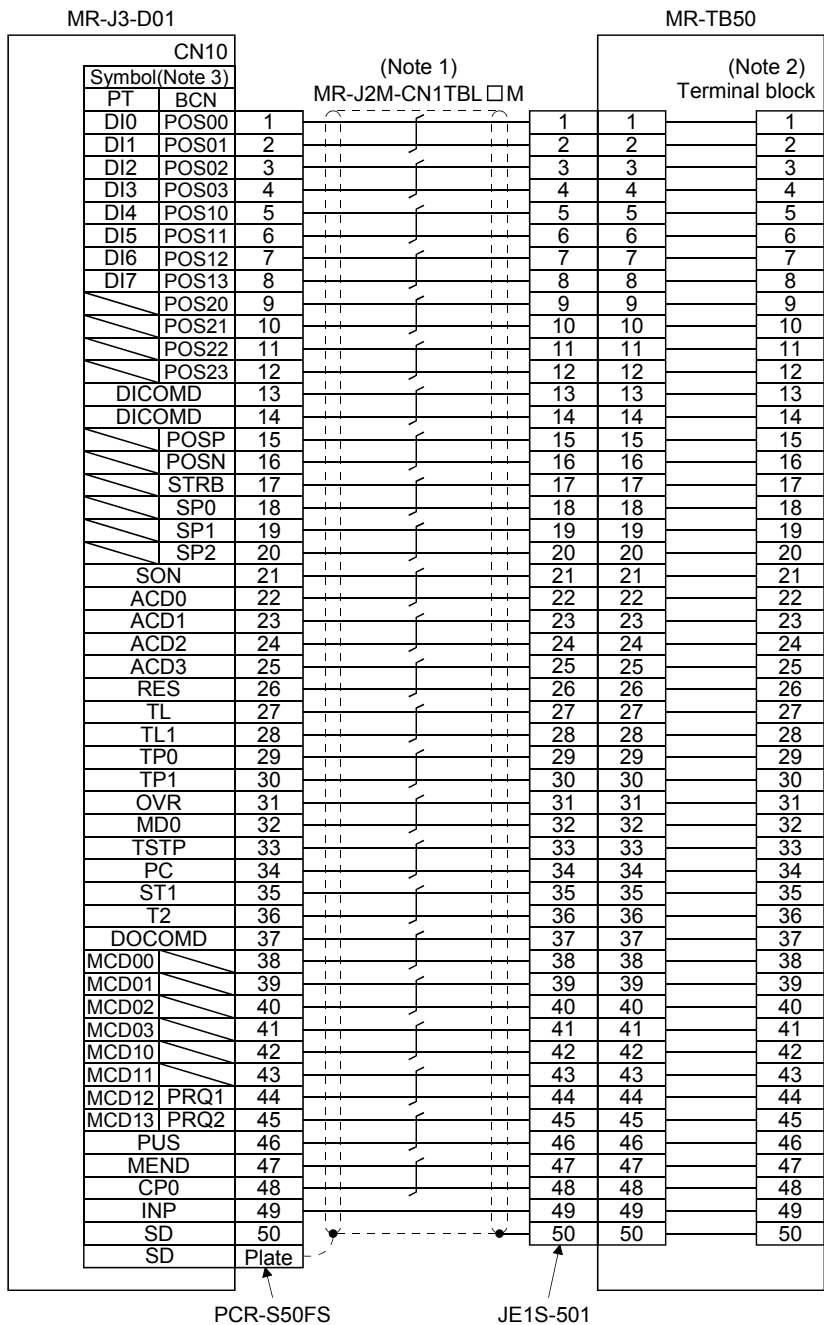 MR-J3-D01 MR-TB50
CN10
(Note 1) (Note 2)
Symbol(Note 3)
MR-J2M-CN1TBL □ M Terminal block
PT BCN
DI0 POS00 1 1 1 1
DI1 POS01 2 2 2 2
DI2 POS02 3 3 3 3
DI3 POS03 4 4 4 4
DI4 POS10 5 5 5 5
DI5 POS11 6 6 6 6
DI6 POS12 7 7 7 7
DI7 POS13 8 8 8 8
POS20 9 9 9 9
POS21 10 10 10 10
POS22 11 11 11 11
POS23 12 12 12 12
DICOMD 13 13 13 13
DICOMD 14 14 14 14
POSP 15 15 15 15
POSN 16 16 16 16
STRB 17 17 17 17
SP0 18 18 18 18
SP1 19 19 19 19
SP2 20 20 20 20
SON 21 21 21 21
ACD0 22 22 22 22
ACD1 23 23 23 23
ACD2 24 24 24 24
ACD3 25 25 25 25
RES 26 26 26 26
TL 27 27 27 27
TL1 28 28 28 28
TP0 29 29 29 29
TP1 30 30 30 30
OVR 31 31 31 31
MD0 32 32 32 32
TSTP 33 33 33 33
PC 34 34 34 34
ST1 35 35 35 35
T2 36 36 36 36
DOCOMD 37 37 37 37
MCD00 38 38 38 38
MCD01 39 39 39 39
MCD02 40 40 40 40
MCD03 41 41 41 41
MCD10 42 42 42 42
MCD11 43 43 43 43
MCD12 PRQ1 44 44 44 44
MCD13 PRQ2 45 45 45 45
PUS 46 46 46 46
MEND 47 47 47 47
CP0 48 48 48 48
INP 49 49 49 49
SD 50 50 50 50
SD Plate
PCR-S50FS JE1S-501